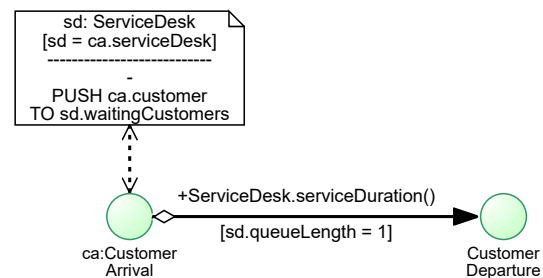 sd: ServiceDesk
[sd = ca.serviceDesk]
---------------------------
-
PUSH ca.customer
TO sd.waitingCustomers
+ServiceDesk.serviceDuration()
[sd.queueLength = 1]
ca:Customer
Arrival
Customer
Departure